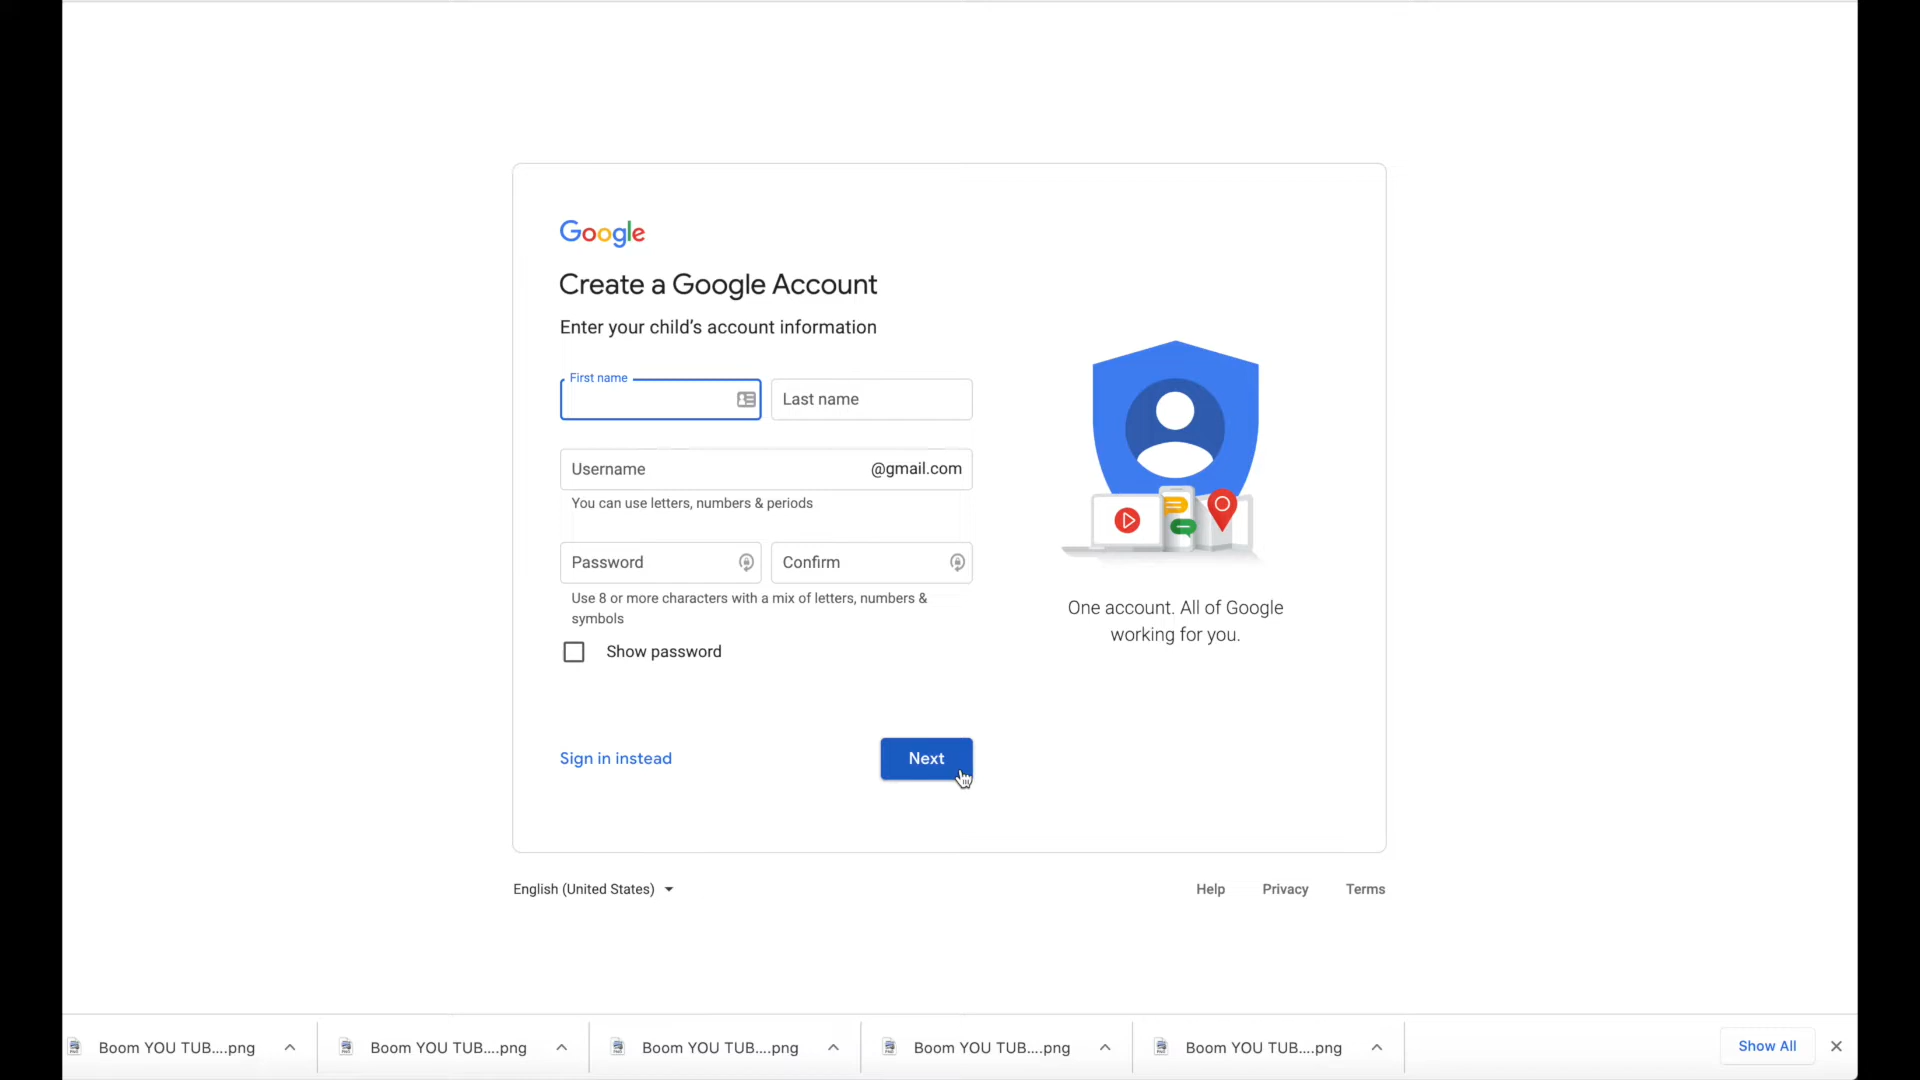 Google
Create a Google Account
Enter your child’s account information
First name
Last name
Username @gmail.com
You can use letters, numbers & periods
Password
Confirm
Use 8 or more characters with a mix of letters, numbers &
symbols
Show password
Sign in instead
Next
One account. All of Google
working for you.
English (United States)
Help
Privacy
Terms
Boom YOU TUB....png
Boom YOU TUB....png
Boom YOU TUB....png
Boom YOU TUB....png
Boom YOU TUB....png
Show All